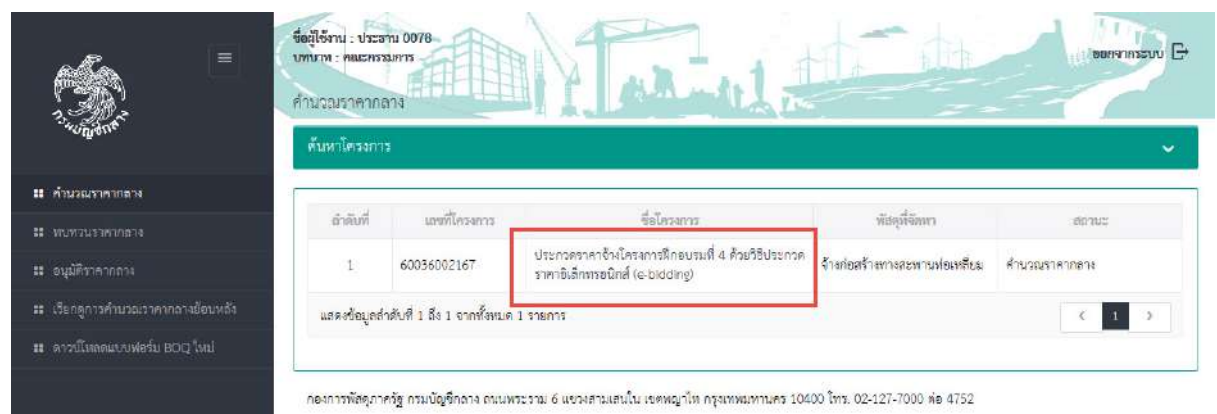 ชื่อผู้ใช้งาน : ประธาน 0078
บทบาท : คณะกรรมการ
ออกจากระบบ
คำนวณราคากลาง
กรมบัญชีกลาง
ค้นหาโครงการ
คำนวณราคากลาง
ทบทวนราคากลาง
อนุมัติราคากลาง
เรียกดูการคำนวณราคากลางย้อนหลัง
ดาวน์โหลดแบบฟอร์ม BOQ ใหม่
ลำดับที่ เลขที่โครงการ ชื่อโครงการ พัสดุที่จัดหา สถานะ
1 60036002167 ประกวดราคาจ้างโครงการฝึกอบรมที่ 4 ด้วยวิธีประกวด
ราคาอิเล็กทรอนิกส์ (e-bidding) จ้างก่อสร้างทางสะพานท่อเหลี่ยม คำนวณราคากลาง
แสดงข้อมูลลำดับที่ 1 ถึง 1 จากทั้งหมด 1 รายการ
1
กองการพัสดุภาครัฐ กรมบัญชีกลาง ถนนพระราม 6 แขวงสามเสนใน เขตพญาไท กรุงเทพมหานคร 10400 โทร. 02-127-7000 ต่อ 4752